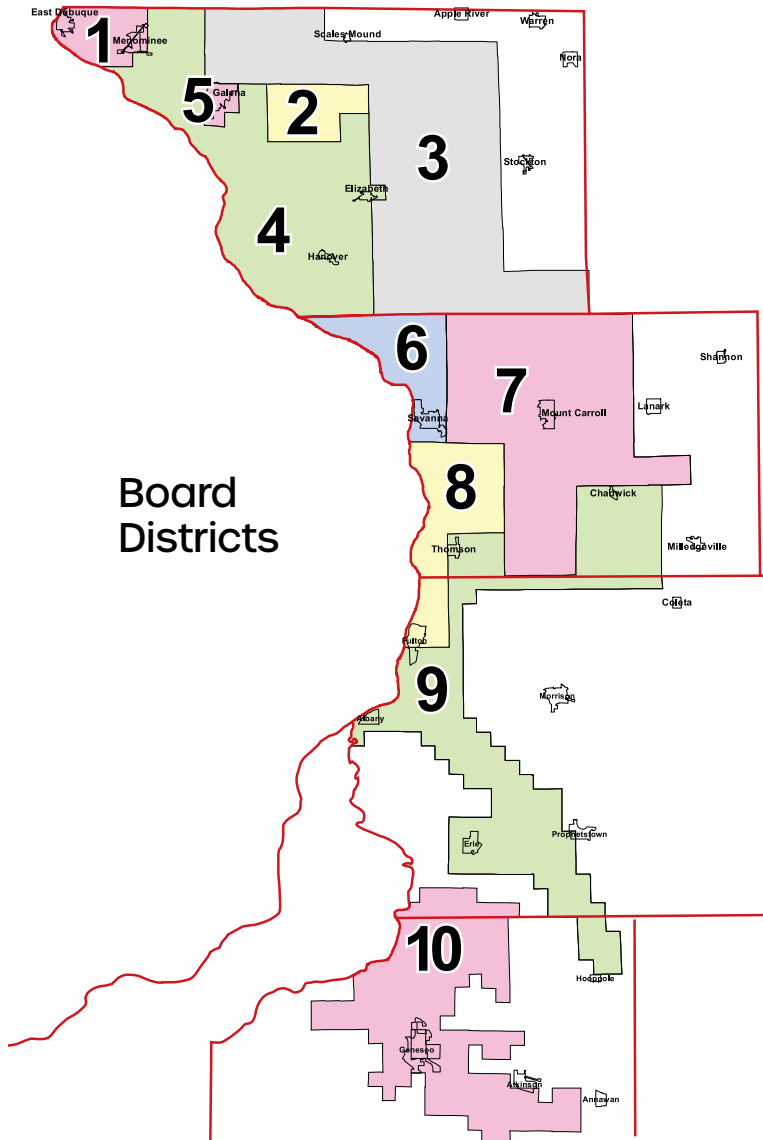 East Dubuque
Apple River
Warren
1
Menominee
Scales Mound
Nora
5
Galena
2
3
Stockton
Elizabeth
4
Hanover
6
7
Shannon
Savanna
Mount Carroll
Lanark
Board
Districts
8
Chadwick
Thomson
Milledgeville
Coleta
Fulton
9
Morrison
Albany
Prophetstown
Erie
10
Hooppole
Geneseo
Atkinson
Annawan